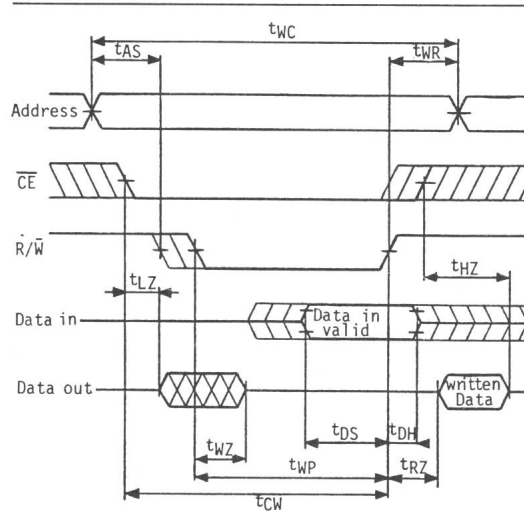 tWC
tAS
tWR
Address
CE
R/W
tLZ
tHZ
Data in
Data in
valid
Data out
written
Data
tWZ
tDS
tDH
tWP
tRZ
tCW